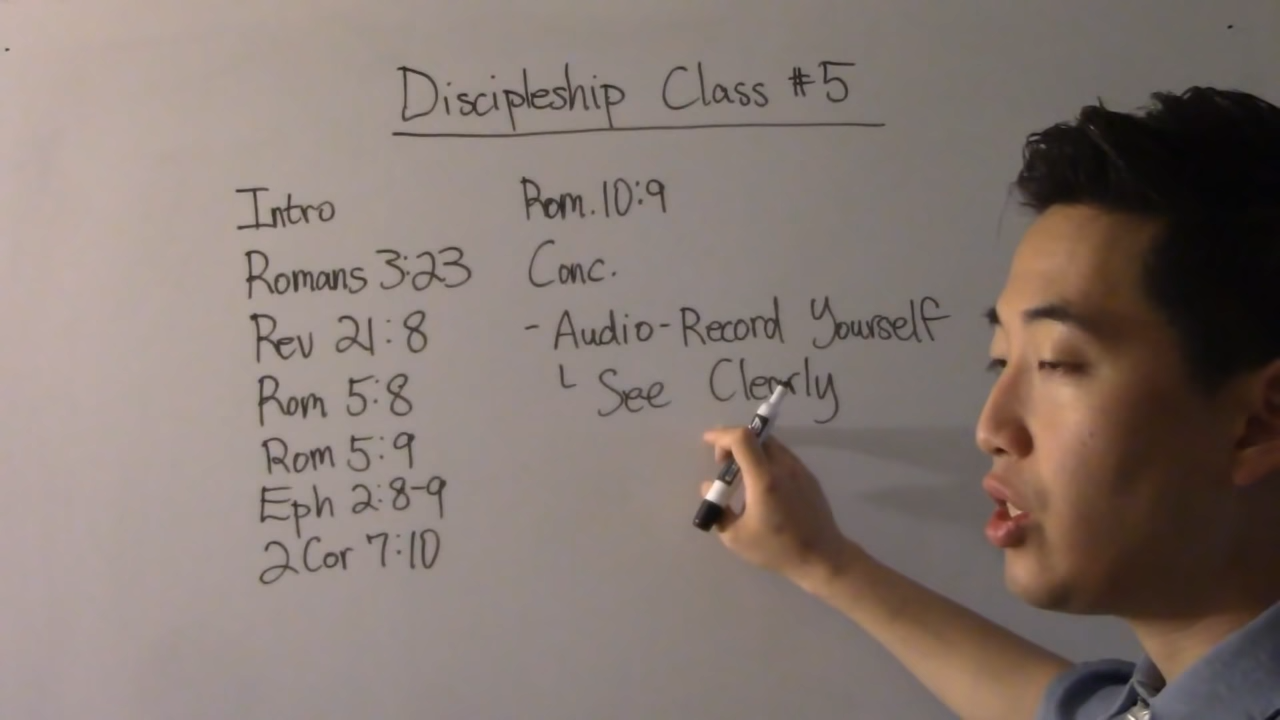 Discipleship Class #5
Intro
Romans 3:23
Rev 21:8
Rom 5:8
Rom 5:9
Eph 2:8-9
2 Cor 7:10
Rom. 10:9
Conc.
- Audio-Record Yourself
└ See Clearly